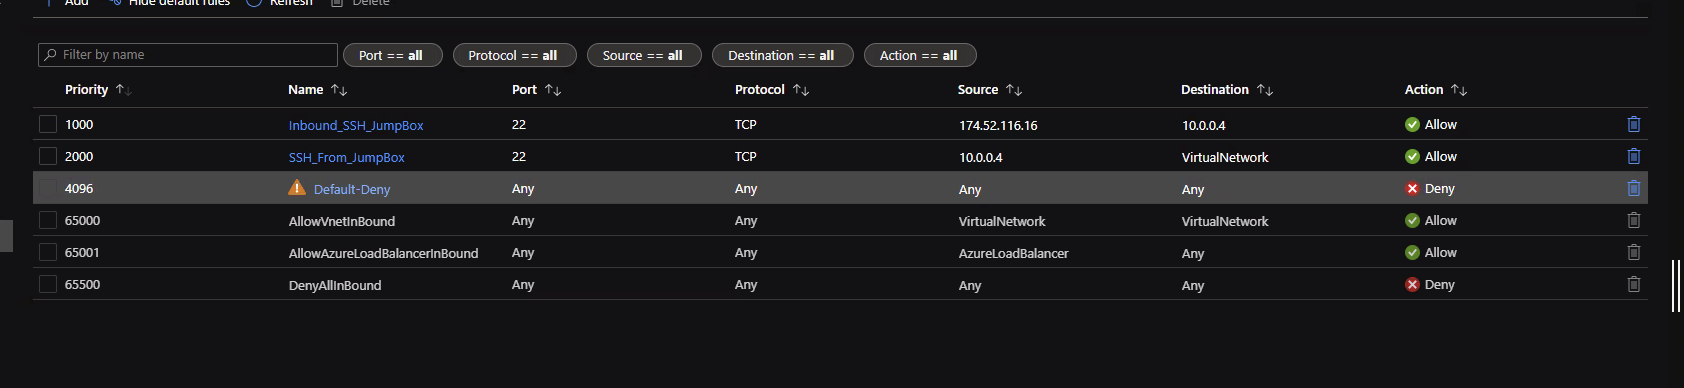 Add Hide default rules Refresh Delete
Filter by name Port == all Protocol == all Source == all Destination == all Action == all
Priority ↑↓ Name ↑↓ Port ↑↓ Protocol ↑↓ Source ↑↓ Destination ↑↓ Action ↑↓
1000 Inbound_SSH_JumpBox 22 TCP 174.52.116.16 10.0.0.4 Allow
2000 SSH_From_JumpBox 22 TCP 10.0.0.4 VirtualNetwork Allow
4096 Default-Deny Any Any Any Any Deny
65000 AllowVnetInBound Any Any VirtualNetwork VirtualNetwork Allow
65001 AllowAzureLoadBalancerInBound Any Any AzureLoadBalancer Any Allow
65500 DenyAllInBound Any Any Any Any Deny